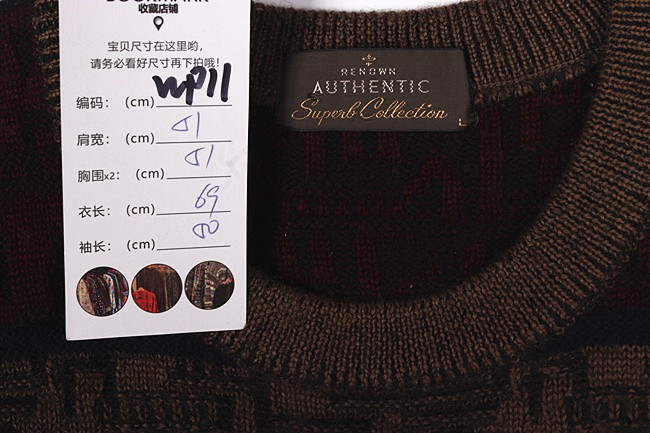 BOOKMARK
收藏店铺
宝贝尺寸在这里哟,
请务必看好尺寸再下拍哦!
编码: (cm) WP11
肩宽: (cm) 51
胸围x2: (cm) 51
衣长: (cm) 69
袖长: (cm) 50
RENOWN
AUTHENTIC
Superb Collection
L